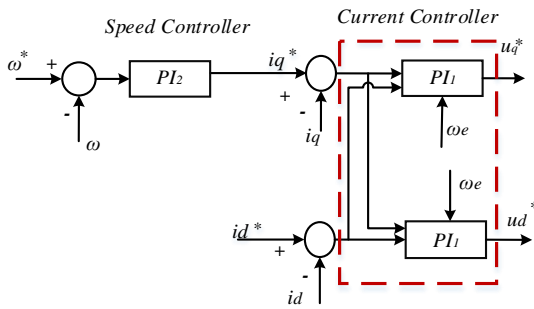 Speed Controller
Current Controller
ω*
+
-
ω
PI2
iq*
+
-
iq
PI1
uq*
ωe
ωe
id*
+
-
id
PI1
ud*